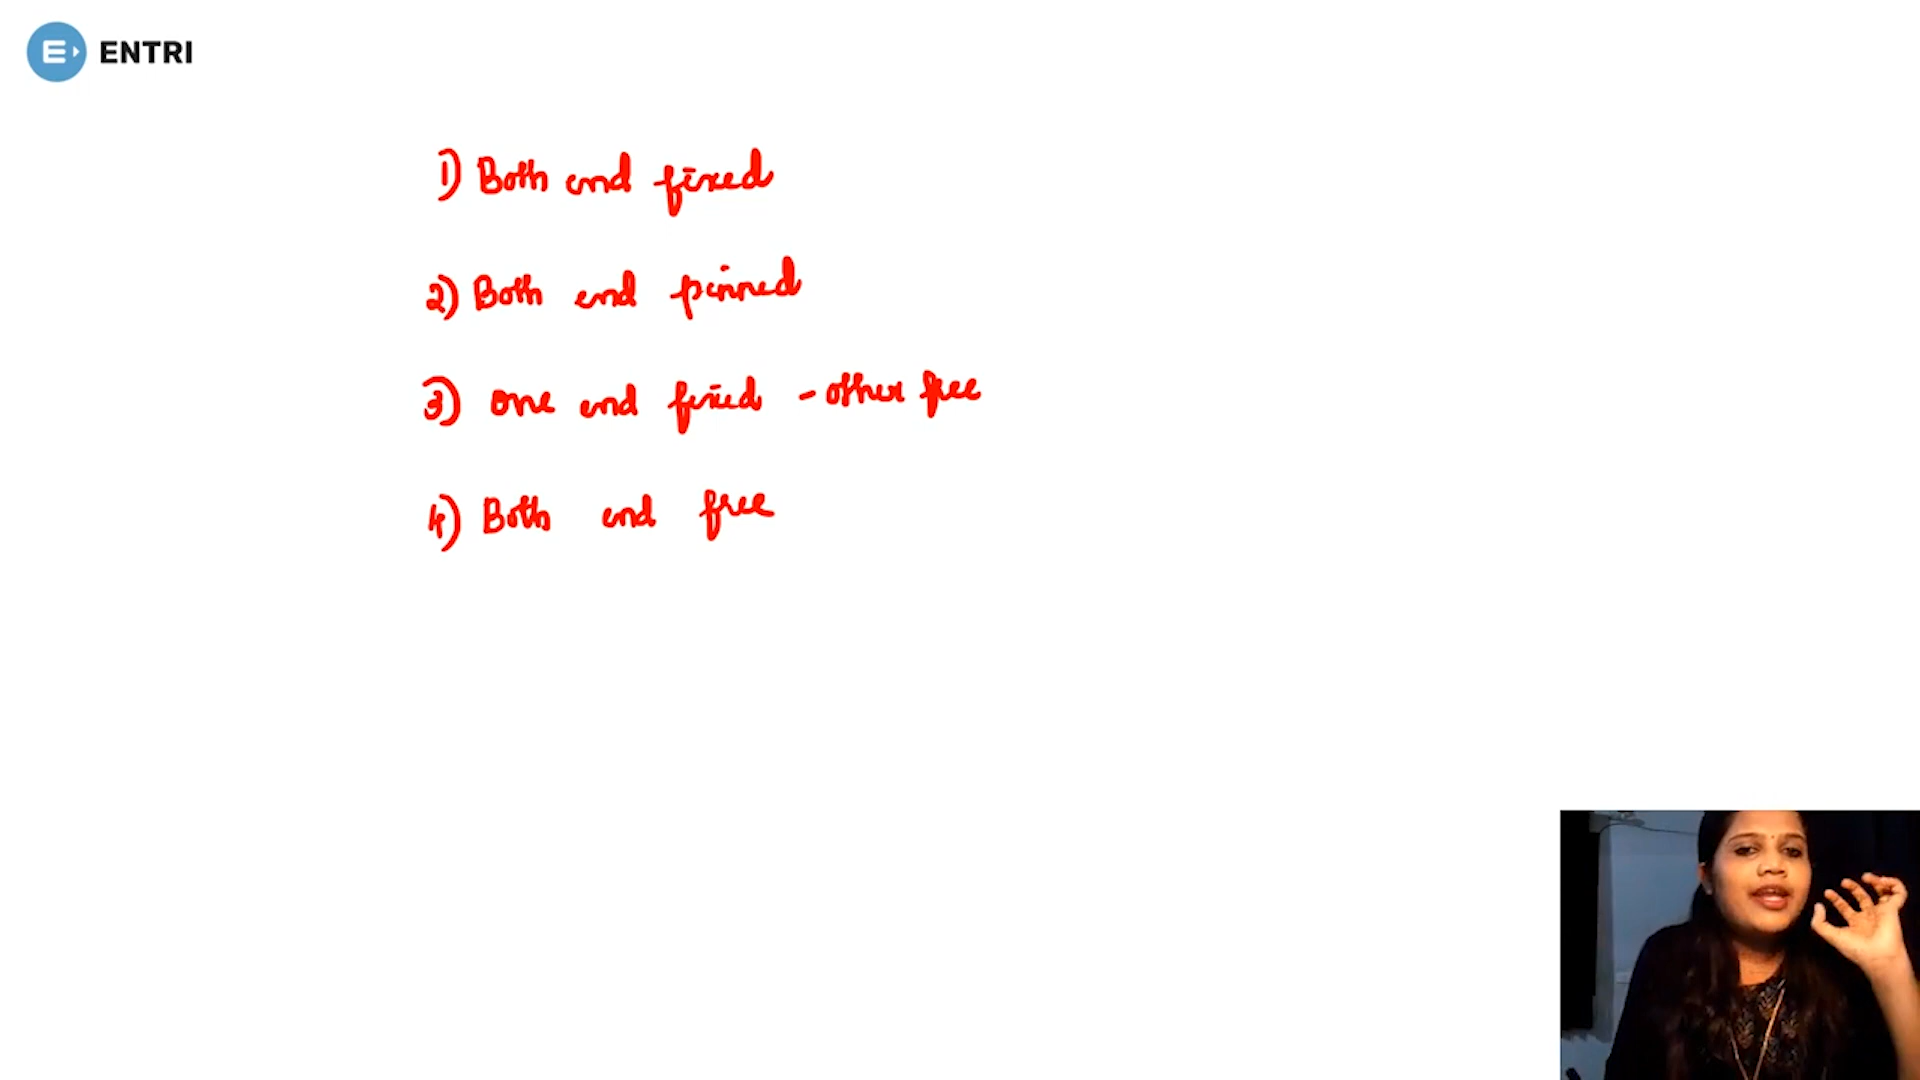 ENTRI
1) Both end fixed
2) Both end pinned
3) one end fixed - other free
4) Both end free